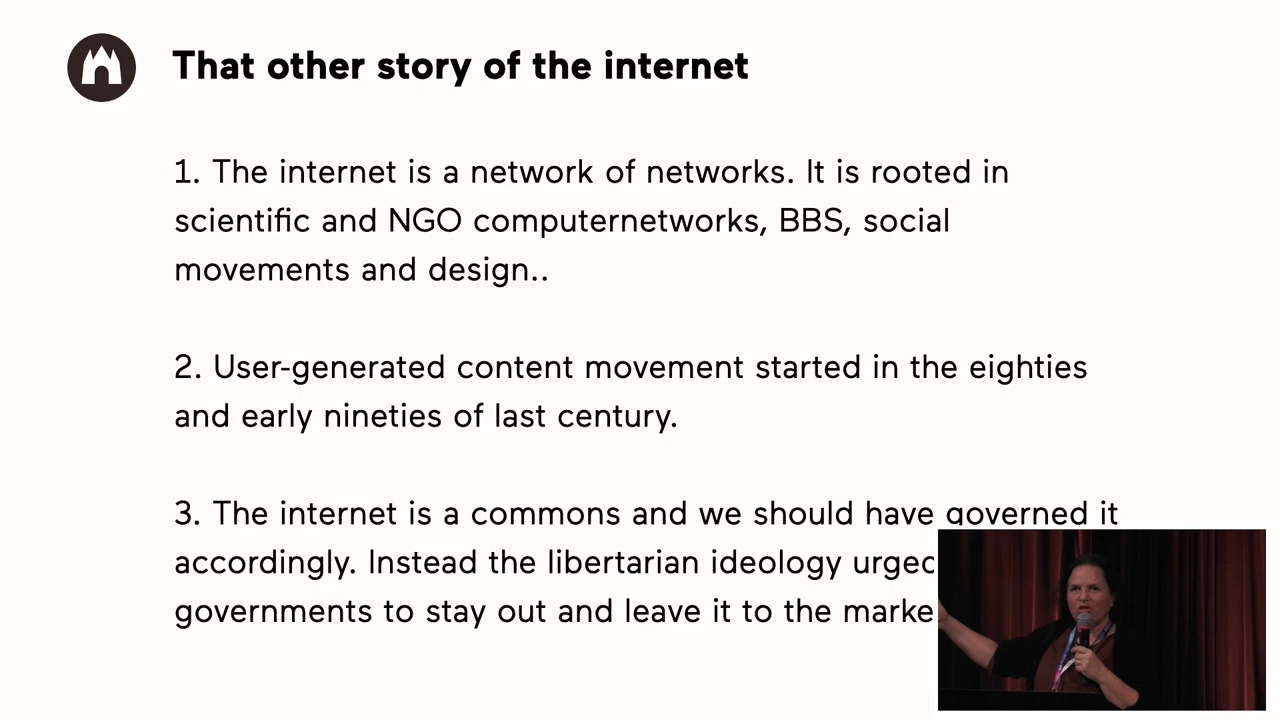 That other story of the internet
1. The internet is a network of networks. It is rooted in
scientific and NGO computernetworks, BBS, social
movements and design..
2. User-generated content movement started in the eighties
and early nineties of last century.
3. The internet is a commons and we should have governed it
accordingly. Instead the libertarian ideology urged
governments to stay out and leave it to the marke